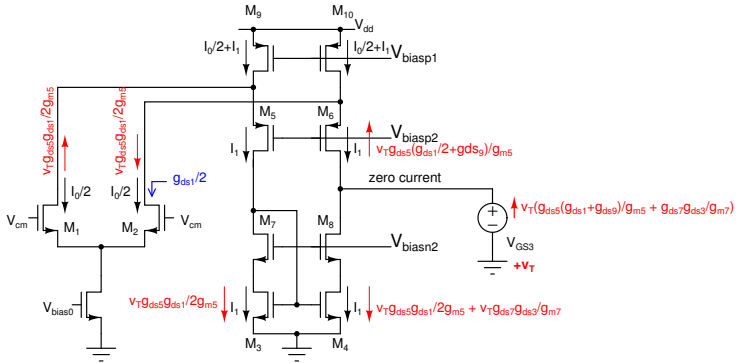 M9 M10
Vdd
I0/2+I1 I0/2+I1
Vbiasp1
vTgds5gds1/2gm5 vTgds5gds1/2gm5
M5 M6
Vbiasp2
I1 I1 vTgds5(gds1/2+gds9)/gm5
gds1/2
zero current
I0/2 I0/2
Vcm M1 M2 Vcm
vT(gds5(gds1+gds9)/gm5 + gds7gds3/gm7)
M7 M8
VGS3
Vbiasn2
+vT
Vbias0
vTgds5gds1/2gm5 I1 I1 vTgds5gds1/2gm5 + vTgds7gds3/gm7
M3 M4